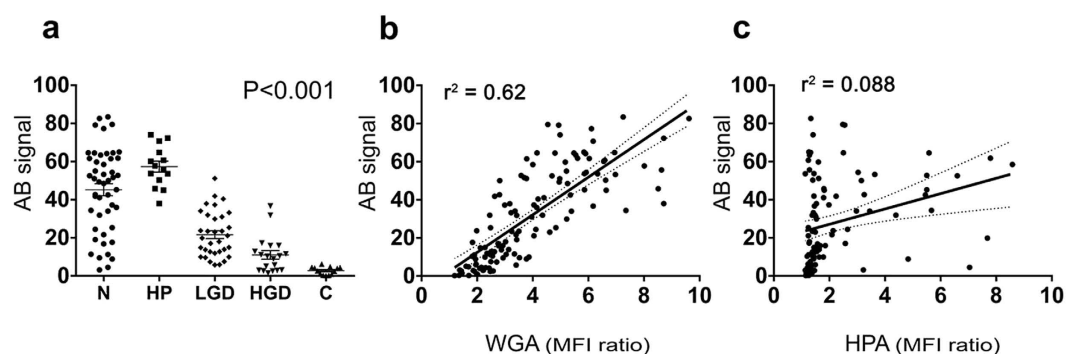 a
P<0.001
AB signal
100
80
60
40
20
0
N HP LGD HGD C
b
r² = 0.62
AB signal
100
80
60
40
20
0
0 2 4 6 8 10
WGA (MFI ratio)
c
r² = 0.088
AB signal
100
80
60
40
20
0
0 2 4 6 8 10
HPA (MFI ratio)